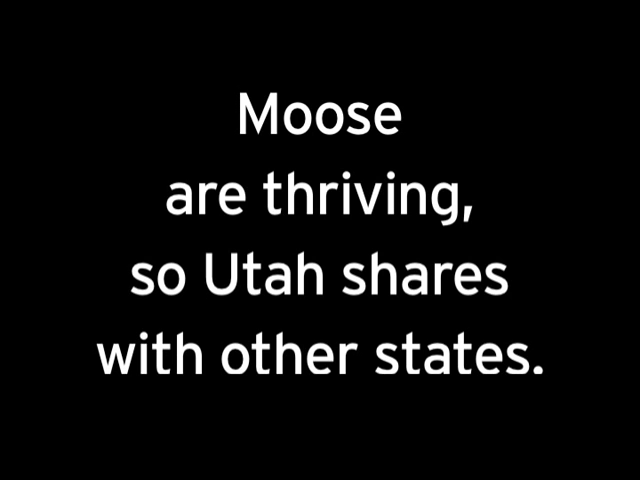 Moose
are thriving,
so Utah shares
with other states.